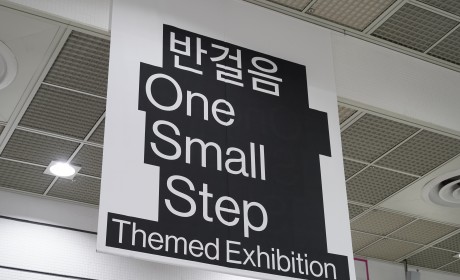 반걸음
One
Small
Step
Themed Exhibition